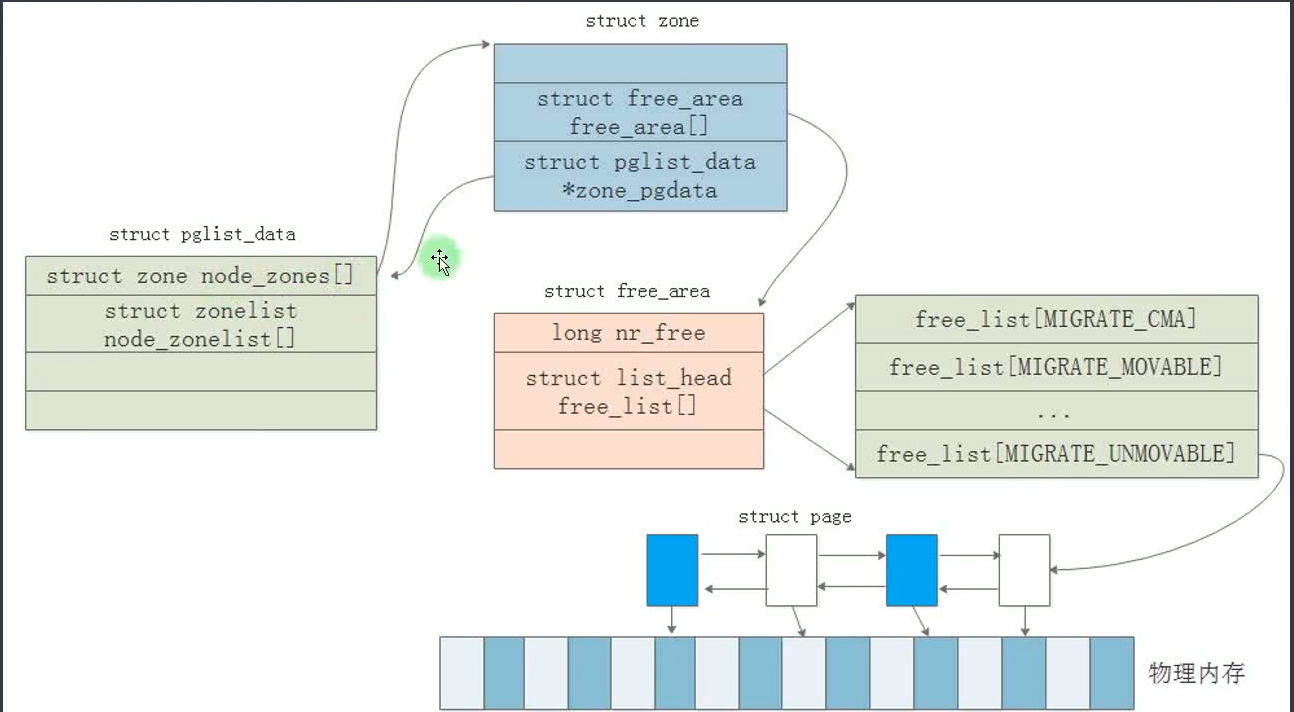 struct zone
struct free_area
free_area[]
struct pglist_data
*zone_pgdata
struct pglist_data
struct zone node_zones[]
struct zonelist
node_zonelist[]
struct free_area
long nr_free
struct list_head
free_list[]
free_list[MIGRATE_CMA]
free_list[MIGRATE_MOVABLE]
...
free_list[MIGRATE_UNMOVABLE]
struct page
物理内存